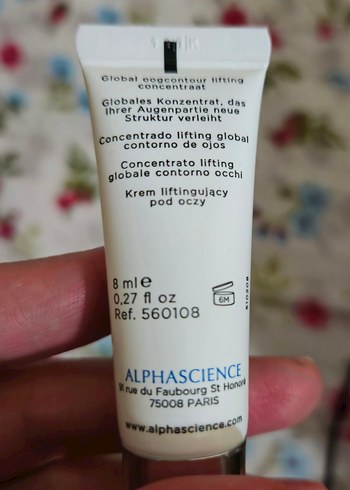 Global oogcontour lifting
concentraat
Globales Konzentrat, das
Ihrer Augenpartie neue
Struktur verleiht
Concentrado lifting global
contorno de ojos
Concentrato lifting
globale contorno occhi
Krem liftingujący
pod oczy
8 ml e
0,27 fl oz
6M
Ref. 560108
ALPHASCIENCE
91 rue du Faubourg St Honoré
75008 PARIS
www.alphascience.com